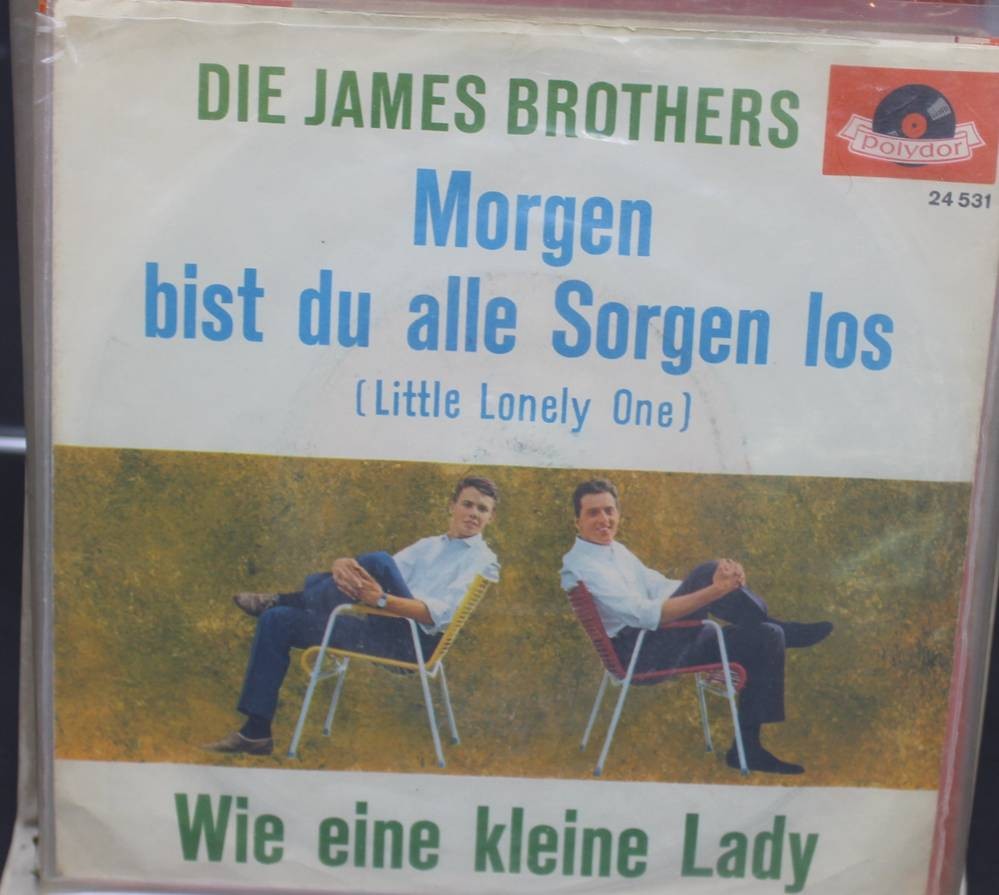 DIE JAMES BROTHERS
polydor
24 531
Morgen
bist du alle Sorgen los
(Little Lonely One)
Wie eine kleine Lady